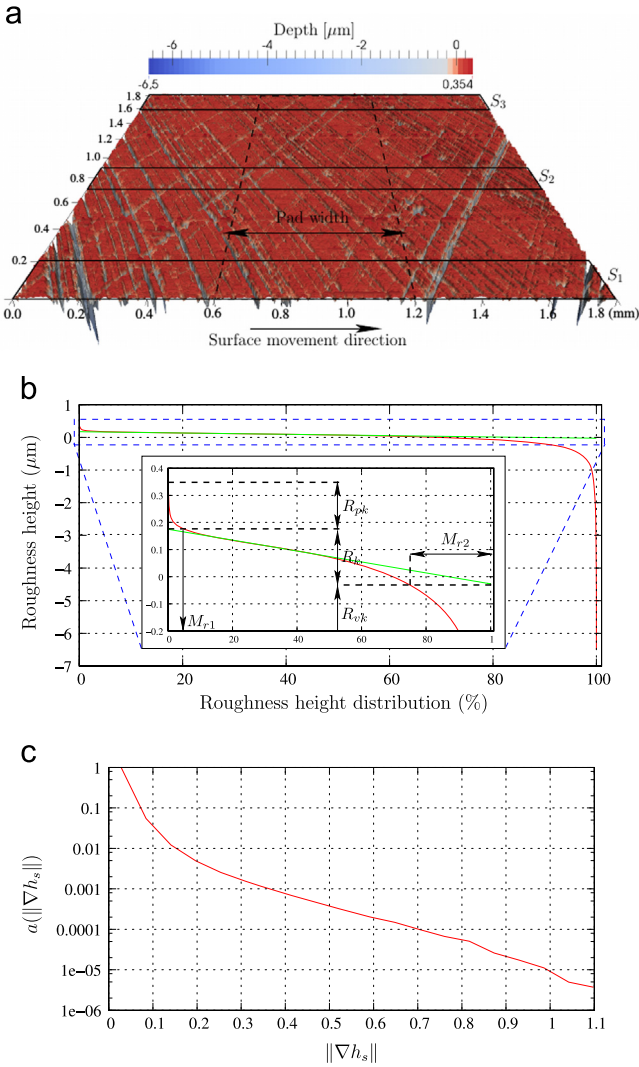 a
Depth [μm]
-6 -4 -2 0
-6,5 0,354
1.8
1.6
1.4
1.2
1.0
0.8
0.6
0.4
0.2
S3
S2
S1
Pad width
0.0 0.2 0.4 0.6 0.8 1.0 1.2 1.4 1.6 1.8 (mm)
Surface movement direction
b
Roughness height (μm)
1
0
−1
−2
−3
−4
−5
−6
−7
0 20 40 60 80 100
Roughness height distribution (%)
0.4
0.3
0.2
0.1
0
−0.1
−0.2
0 20 40 60 80 1
Rpk
Rk
Rvk
Mr1
Mr2
c
a(‖∇hs‖)
1
0.1
0.01
0.001
0.0001
1e−05
1e−06
0 0.1 0.2 0.3 0.4 0.5 0.6 0.7 0.8 0.9 1 1.1
‖∇hs‖